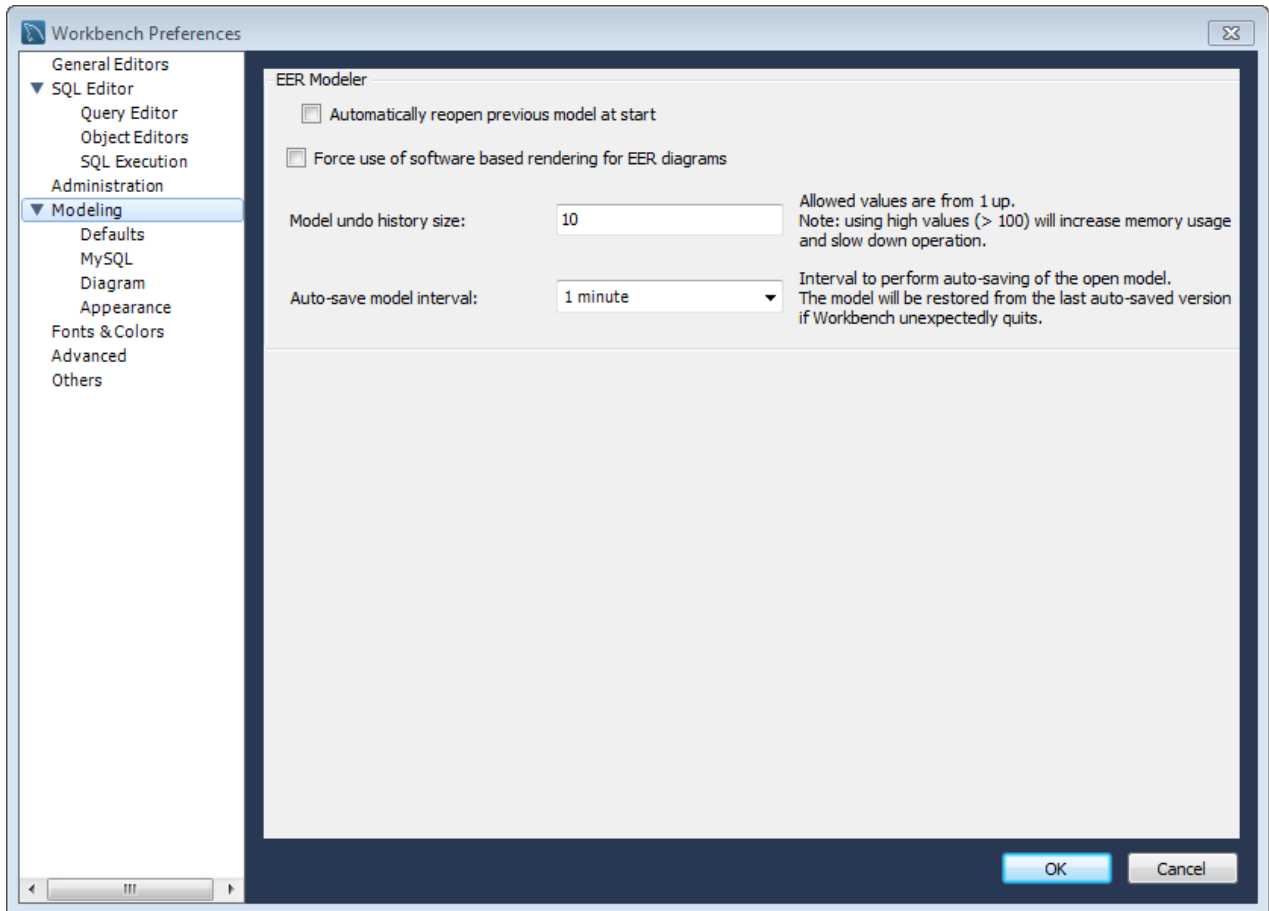 Workbench Preferences
General Editors
SQL Editor
Query Editor
Object Editors
SQL Execution
Administration
Modeling
Defaults
MySQL
Diagram
Appearance
Fonts & Colors
Advanced
Others
EER Modeler
Automatically reopen previous model at start
Force use of software based rendering for EER diagrams
Model undo history size:
10
Allowed values are from 1 up.
Note: using high values (> 100) will increase memory usage
and slow down operation.
Auto-save model interval:
1 minute
Interval to perform auto-saving of the open model.
The model will be restored from the last auto-saved version
if Workbench unexpectedly quits.
OK
Cancel